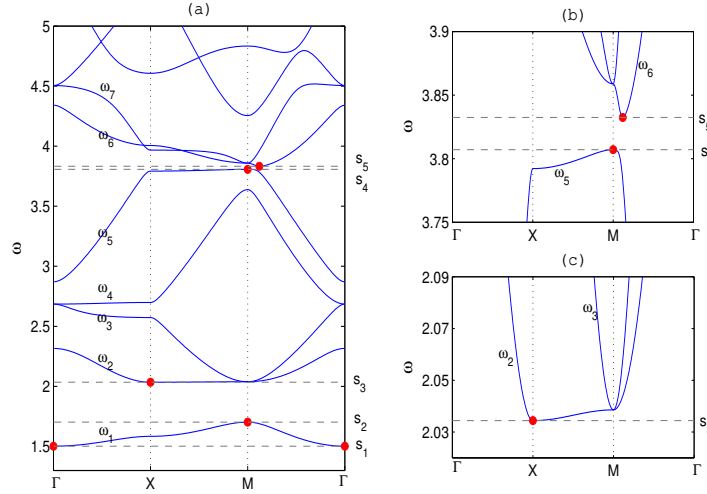 (a)
5
4.5
4
3.5
3
2.5
2
1.5
ω
ω₇
ω₆
ω₅
ω₄
ω₃
ω₂
ω₁
s₅
s₄
s₃
s₂
s₁
Γ X M Γ
(b)
3.9
3.85
3.8
3.75
ω
ω₆
ω₅
s
s
Γ X M Γ
(c)
2.09
2.07
2.05
2.03
ω
ω₂
ω₃
s
Γ X M Γ